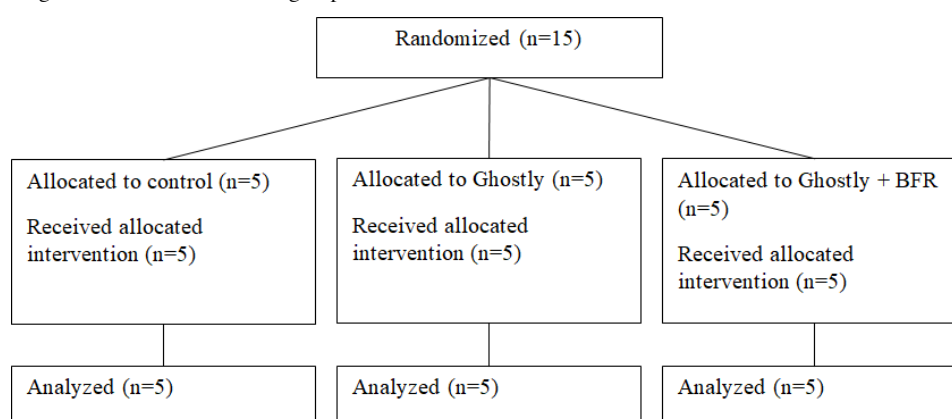 Randomized (n=15)
Allocated to control (n=5)
Received allocated
intervention (n=5)
Allocated to Ghostly (n=5)
Received allocated
intervention (n=5)
Allocated to Ghostly + BFR
(n=5)
Received allocated
intervention (n=5)
Analyzed (n=5)
Analyzed (n=5)
Analyzed (n=5)